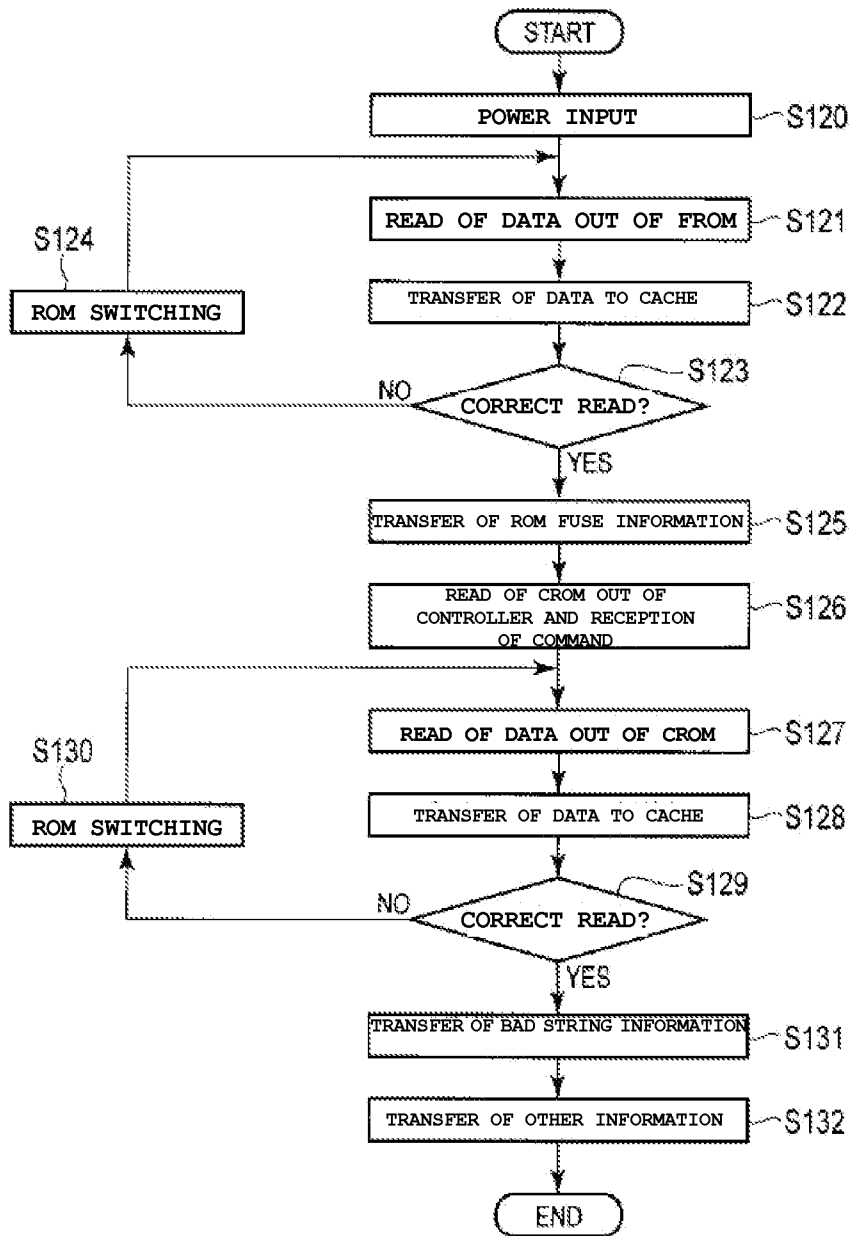 START
POWER INPUT
S120
READ OF DATA OUT OF FROM
S121
S124
ROM SWITCHING
TRANSFER OF DATA TO CACHE
S122
S123
NO
CORRECT READ?
YES
TRANSFER OF ROM FUSE INFORMATION
S125
READ OF CROM OUT OF
CONTROLLER AND RECEPTION
OF COMMAND
S126
READ OF DATA OUT OF CROM
S127
S130
ROM SWITCHING
TRANSFER OF DATA TO CACHE
S128
S129
NO
CORRECT READ?
YES
TRANSFER OF BAD STRING INFORMATION
S131
TRANSFER OF OTHER INFORMATION
S132
END